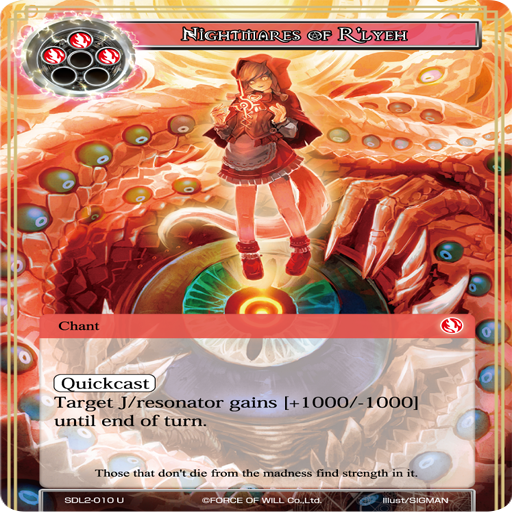 Nightmares of R'lyeh
Chant
Quickcast
Target J/resonator gains [+1000/-1000]
until end of turn.
Those that don't die from the madness find strength in it.
SDL2-010 U ©FORCE OF WILL Co.,Ltd. Illust/SIGMAN